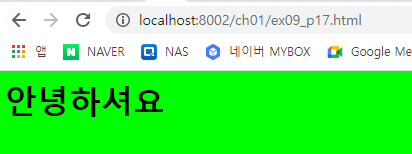 localhost:8002/ch01/ex09_p17.html
앱 NAVER NAS 네이버 MYBOX Google Me
안녕하셔요